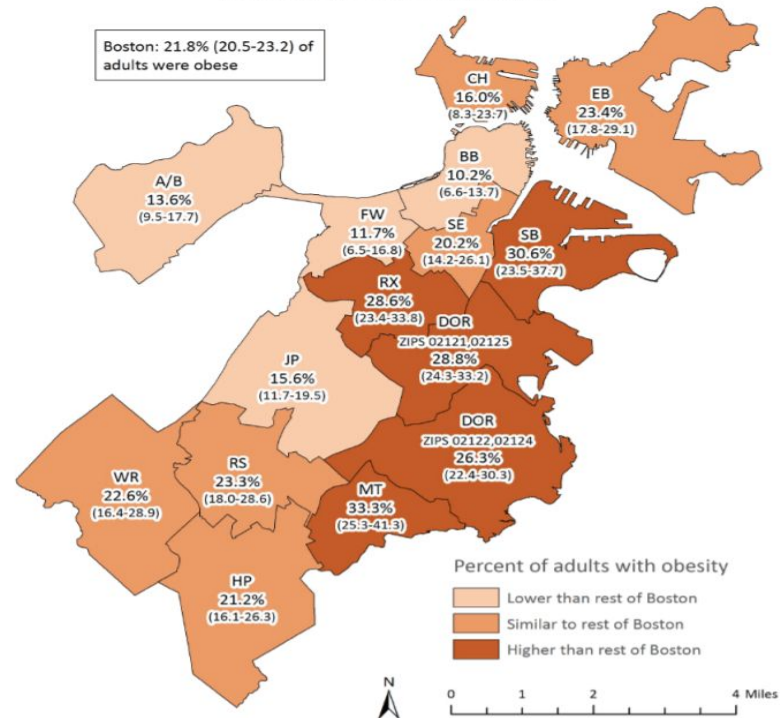 Boston: 21.8% (20.5-23.2) of
adults were obese
CH
16.0%
(8.3-23.7)
EB
23.4%
(17.8-29.1)
BB
10.2%
(6.6-13.7)
A/B
13.6%
(9.5-17.7)
FW
11.7%
(6.5-16.8)
SE
20.2%
(14.2-26.1)
SB
30.6%
(23.5-37.7)
RX
28.6%
(23.4-33.8)
DOR
ZIPS 02121,02125
28.8%
(24.3-33.2)
JP
15.6%
(11.7-19.5)
DOR
ZIPS 02122,02124
26.3%
(22.4-30.3)
WR
22.6%
(16.4-28.9)
RS
23.3%
(18.0-28.6)
MT
33.3%
(25.3-41.3)
HP
21.2%
(16.1-26.3)
Percent of adults with obesity
Lower than rest of Boston
Similar to rest of Boston
Higher than rest of Boston
N
0 1 2 4 Miles